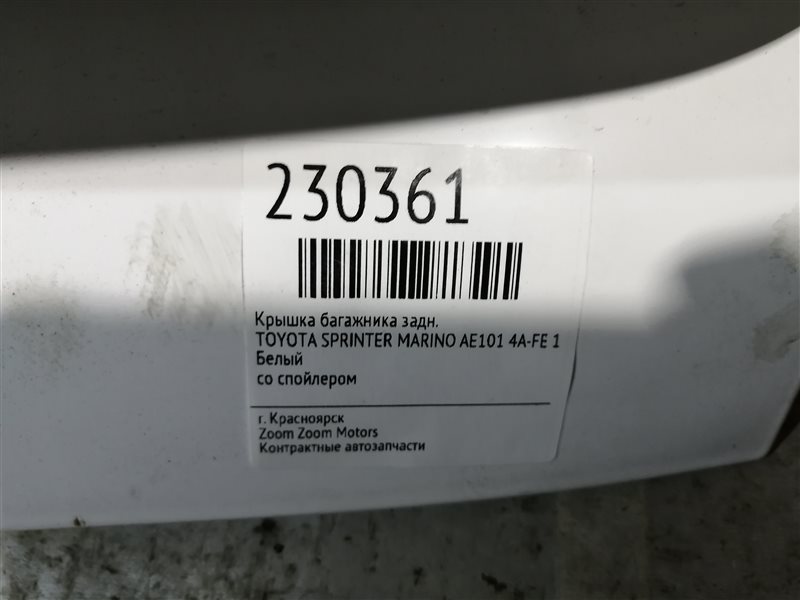 230361
Крышка багажника задн.
TOYOTA SPRINTER MARINO AE101 4A-FE 1
Белый
со спойлером
г. Красноярск
Zoom Zoom Motors
Контрактные автозапчасти